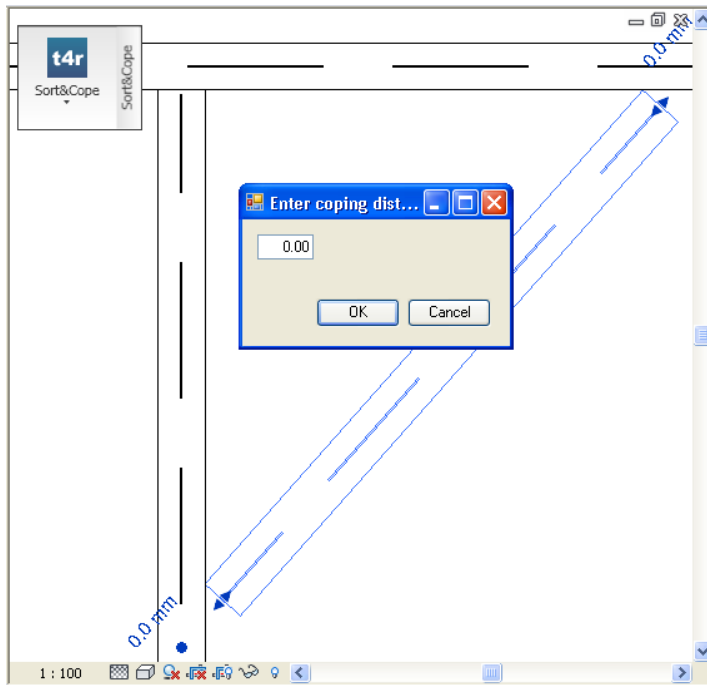 t4r
Sort&Cope
Sort&Cope
0.0 mm
Enter coping dist...
0.00
OK
Cancel
0.0 mm
1 : 100